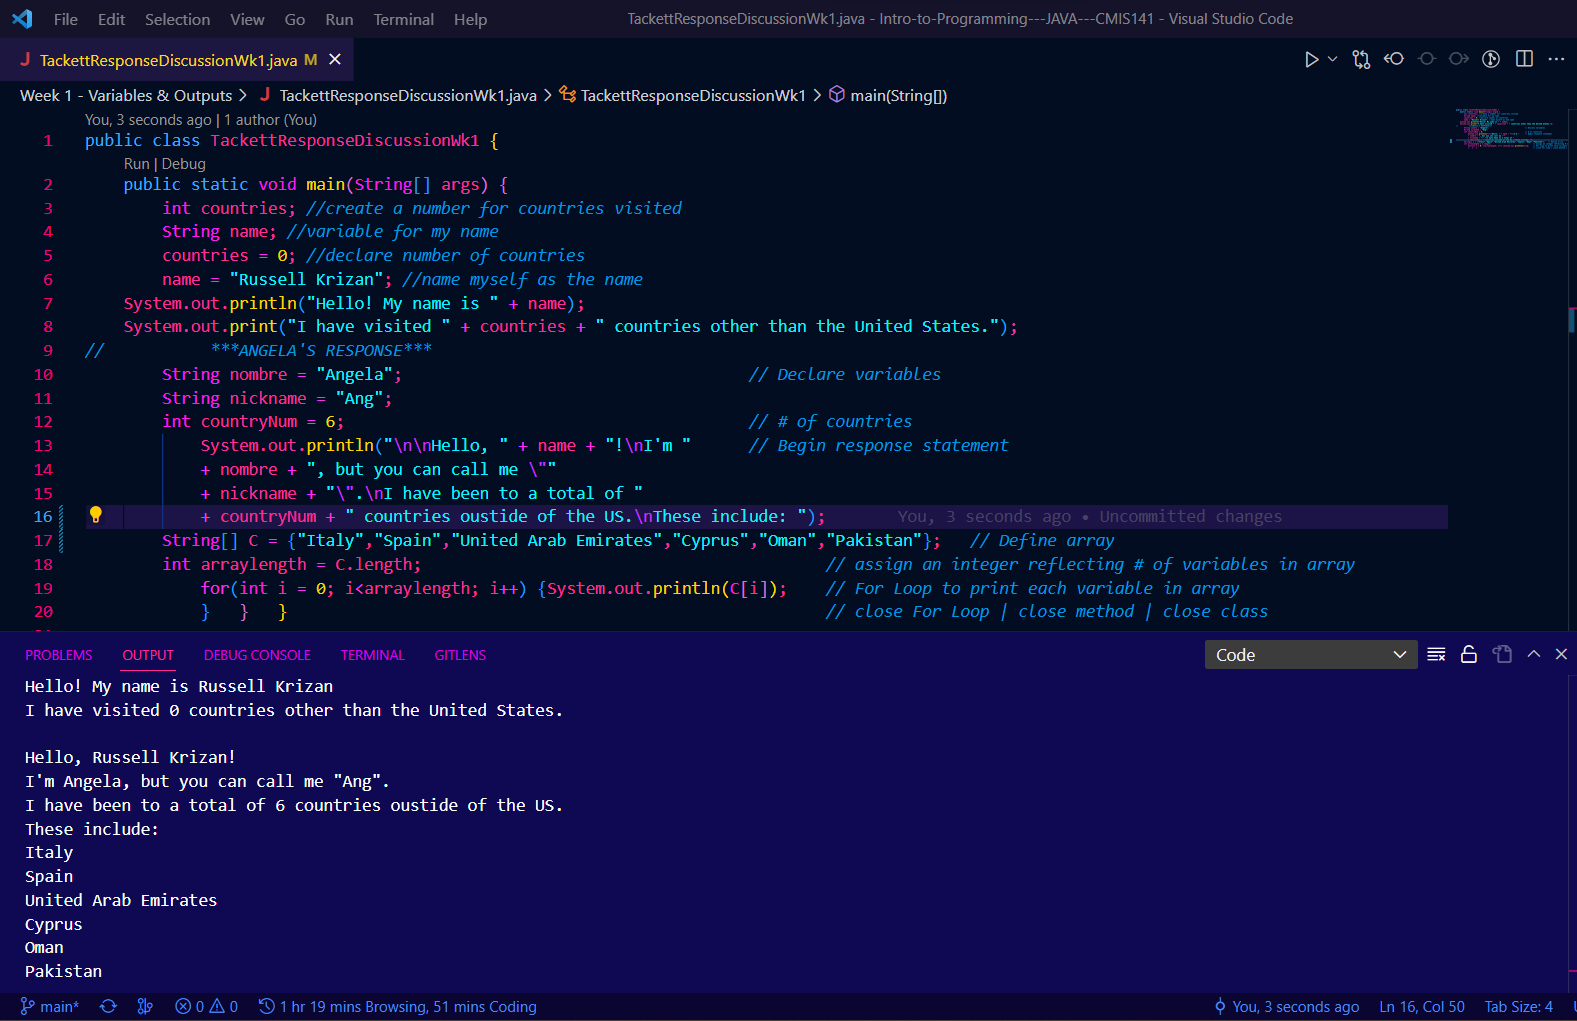 File Edit Selection View Go Run Terminal Help TackettResponseDiscussionWk1.java - Intro-to-Programming---JAVA---CMIS141 - Visual Studio Code
J TackettResponseDiscussionWk1.java M
Week 1 - Variables & Outputs > J TackettResponseDiscussionWk1.java > TackettResponseDiscussionWk1 > main(String[])
You, 3 seconds ago | 1 author (You)
1 public class TackettResponseDiscussionWk1 {
Run | Debug
2 public static void main(String[] args) {
3 int countries; //create a number for countries visited
4 String name; //variable for my name
5 countries = 0; //declare number of countries
6 name = "Russell Krizan"; //name myself as the name
7 System.out.println("Hello! My name is " + name);
8 System.out.print("I have visited " + countries + " countries other than the United States.");
9 // ***ANGELA'S RESPONSE***
10 String nombre = "Angela"; // Declare variables
11 String nickname = "Ang";
12 int countryNum = 6; // # of countries
13 System.out.println("\n\nHello, " + name + "!\nI'm " // Begin response statement
14 + nombre + ", but you can call me \""
15 + nickname + "\".\nI have been to a total of "
16 + countryNum + " countries oustide of the US.\nThese include: "); You, 3 seconds ago • Uncommitted changes
17 String[] C = {"Italy","Spain","United Arab Emirates","Cyprus","Oman","Pakistan"}; // Define array
18 int arraylength = C.length; // assign an integer reflecting # of variables in array
19 for(int i = 0; i<arraylength; i++) {System.out.println(C[i]); // For Loop to print each variable in array
20 } } } // close For Loop | close method | close class
PROBLEMS OUTPUT DEBUG CONSOLE TERMINAL GITLENS Code
Hello! My name is Russell Krizan
I have visited 0 countries other than the United States.
Hello, Russell Krizan!
I'm Angela, but you can call me "Ang".
I have been to a total of 6 countries oustide of the US.
These include:
Italy
Spain
United Arab Emirates
Cyprus
Oman
Pakistan
main* 0 0 1 hr 19 mins Browsing, 51 mins Coding You, 3 seconds ago Ln 16, Col 50 Tab Size: 4